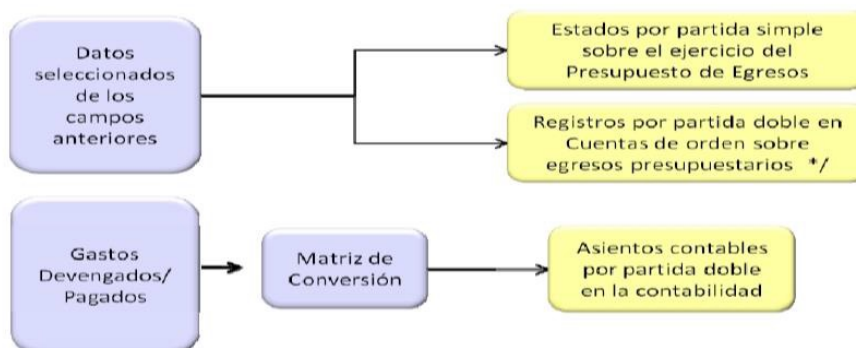 Datos
seleccionados
de los
campos
anteriores
Estados por partida simple
sobre el ejercicio del
Presupuesto de Egresos
Registros por partida doble en
Cuentas de orden sobre
egresos presupuestarios */
Gastos
Devengados/
Pagados
Matriz de
Conversión
Asientos contables
por partida doble
en la contabilidad